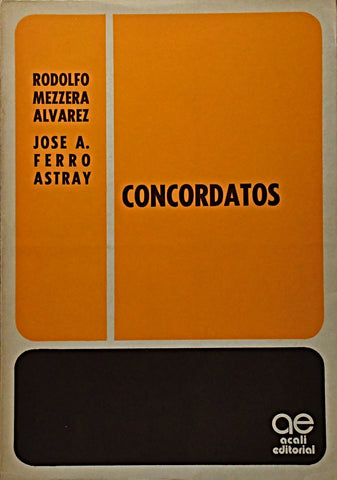 RODOLFO
MEZZERA
ALVAREZ
JOSE A.
FERRO
ASTRAY
CONCORDATOS
ae
acali
editorial